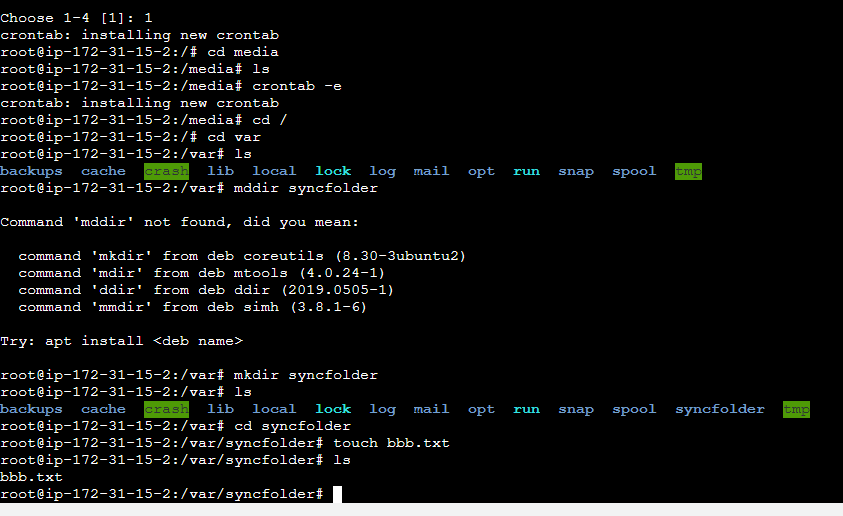 Choose 1-4 [1]: 1
crontab: installing new crontab
root@ip-172-31-15-2:/# cd media
root@ip-172-31-15-2:/media# ls
root@ip-172-31-15-2:/media# crontab -e
crontab: installing new crontab
root@ip-172-31-15-2:/media# cd /
root@ip-172-31-15-2:/# cd var
root@ip-172-31-15-2:/var# ls
backups  cache  crash  lib  local  lock  log  mail  opt  run  snap  spool  tmp
root@ip-172-31-15-2:/var# mddir syncfolder
Command 'mddir' not found, did you mean:
  command 'mkdir' from deb coreutils (8.30-3ubuntu2)
  command 'mdir' from deb mtools (4.0.24-1)
  command 'ddir' from deb ddir (2019.0505-1)
  command 'mmdir' from deb simh (3.8.1-6)
Try: apt install <deb name>
root@ip-172-31-15-2:/var# mkdir syncfolder
root@ip-172-31-15-2:/var# ls
backups  cache  crash  lib  local  lock  log  mail  opt  run  snap  spool  syncfolder  tmp
root@ip-172-31-15-2:/var# cd syncfolder
root@ip-172-31-15-2:/var/syncfolder# touch bbb.txt
root@ip-172-31-15-2:/var/syncfolder# ls
bbb.txt
root@ip-172-31-15-2:/var/syncfolder#